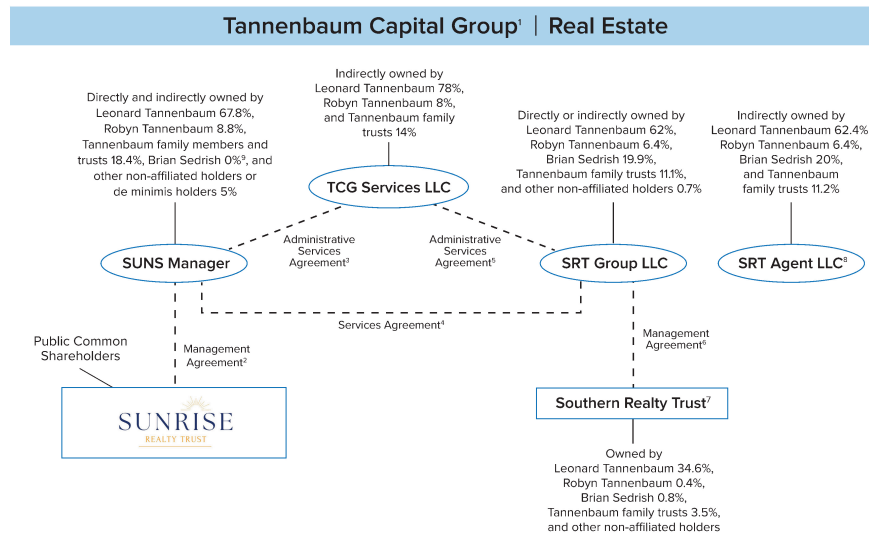 Tannenbaum Capital Group¹ | Real Estate
Directly and indirectly owned by
Leonard Tannenbaum 67.8%,
Robyn Tannenbaum 8.8%,
Tannenbaum family members and
trusts 18.4%, Brian Sedrish 0%⁹, and
other non-affiliated holders or
de minimis holders 5%
Indirectly owned by
Leonard Tannenbaum 78%,
Robyn Tannenbaum 8%,
and Tannenbaum family
trusts 14%
Directly or indirectly owned by
Leonard Tannenbaum 62%,
Robyn Tannenbaum 6.4%,
Brian Sedrish 19.9%,
Tannenbaum family trusts 11.1%,
and other non-affiliated holders 0.7%
Indirectly owned by
Leonard Tannenbaum 62.4%
Robyn Tannenbaum 6.4%,
Brian Sedrish 20%,
and Tannenbaum
family trusts 11.2%
TCG Services LLC
Administrative
Services
Agreement³
Administrative
Services
Agreement⁵
SUNS Manager
SRT Group LLC
SRT Agent LLC⁸
Services Agreement⁴
Public Common
Shareholders
Management
Agreement²
Management
Agreement⁶
SUNRISE
REALTY TRUST
Southern Realty Trust⁷
Owned by
Leonard Tannenbaum 34.6%,
Robyn Tannenbaum 0.4%,
Brian Sedrish 0.8%,
Tannenbaum family trusts 3.5%,
and other non-affiliated holders